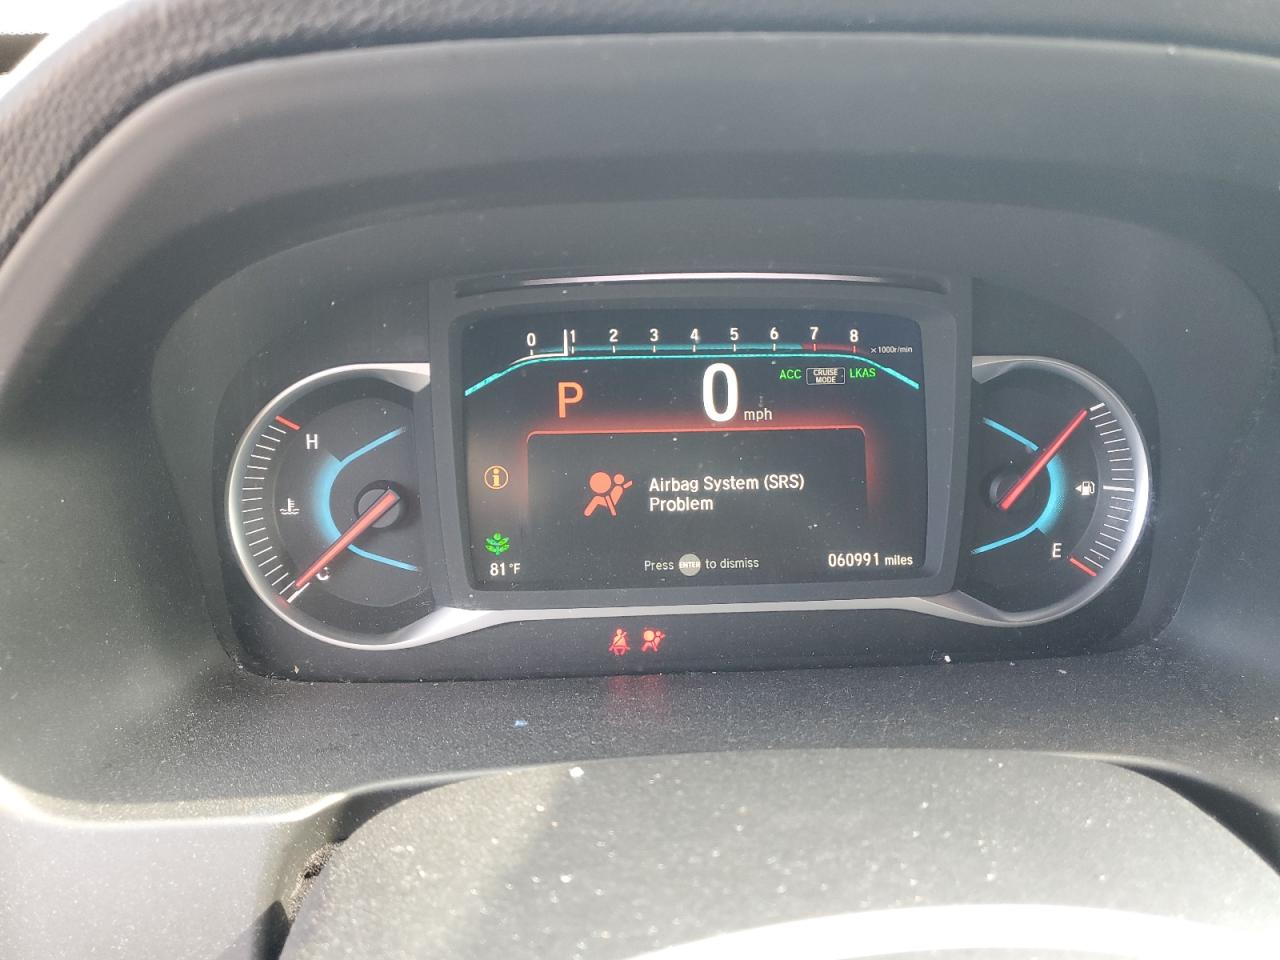 0 1 2 3 4 5 6 7 8 ×1000r/min
P 0 mph ACC CRUISE MODE LKAS
H
Airbag System (SRS)
Problem
E
C
81°F
Press ENTER to dismiss
060991 miles